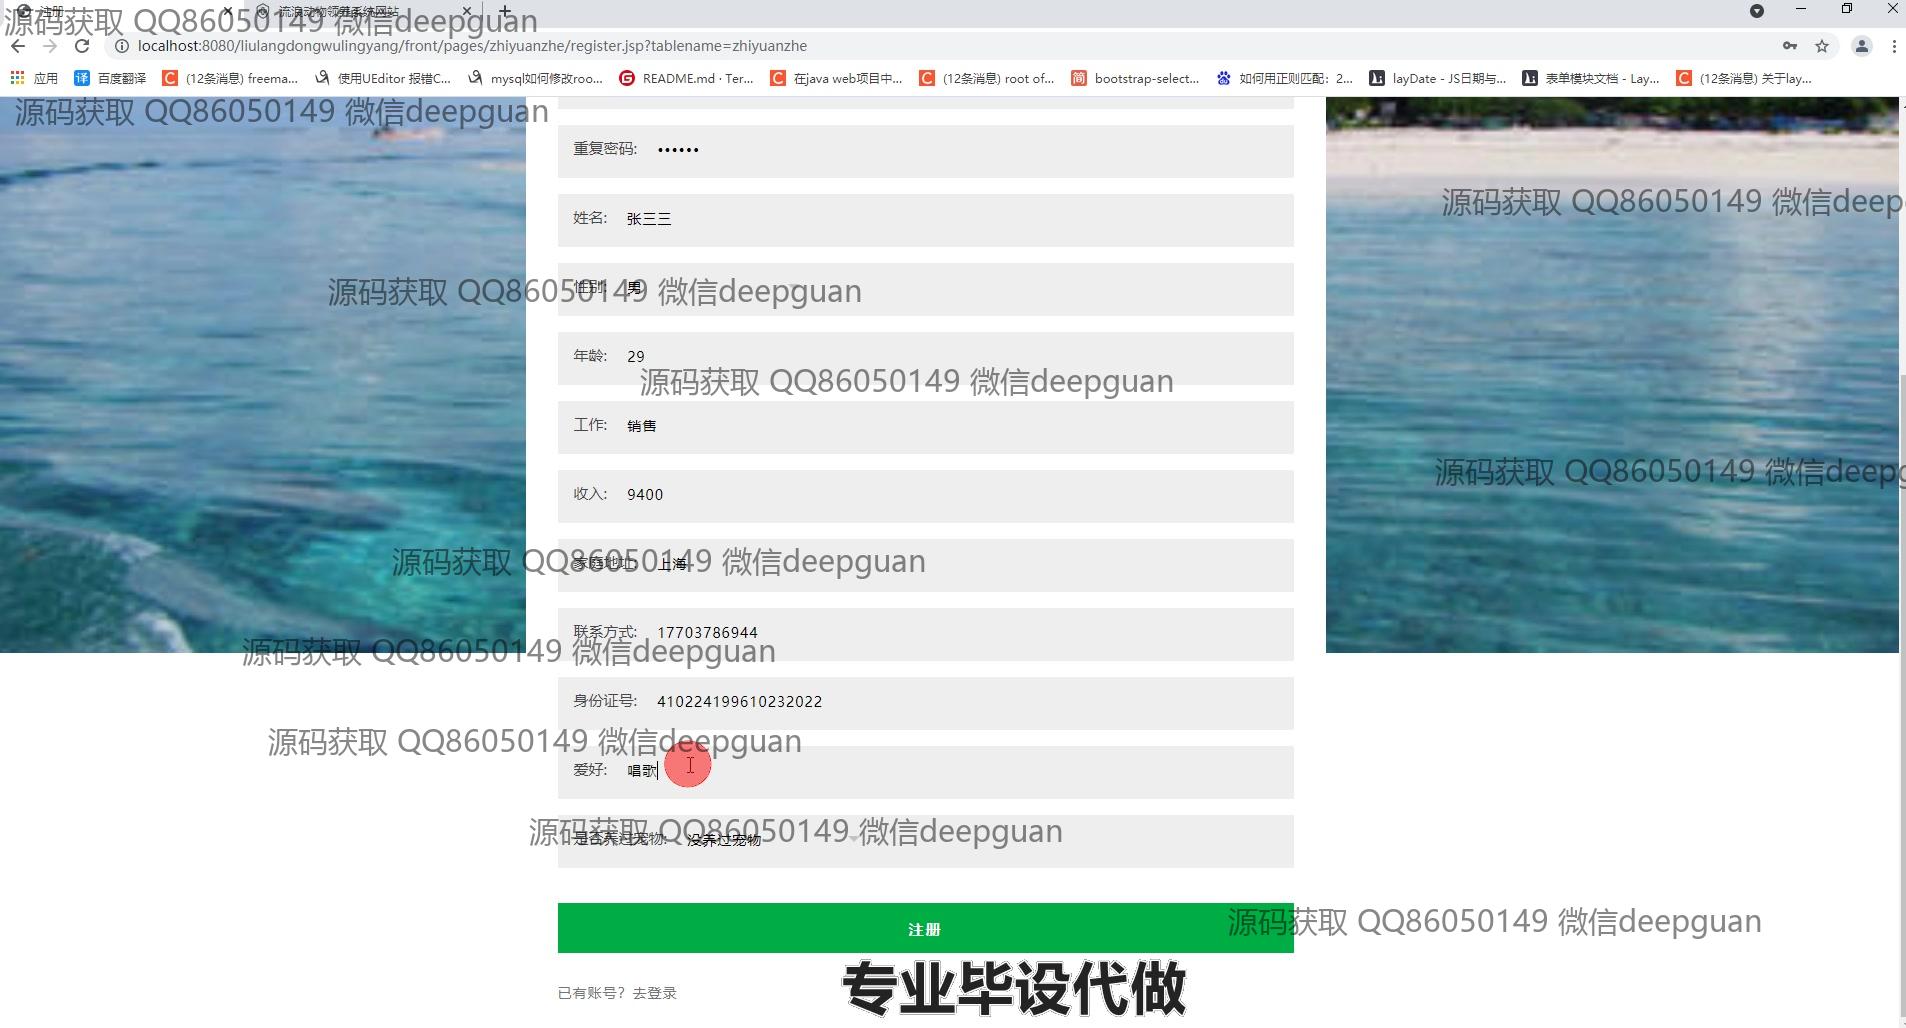 注册
流浪动物领养系统网站
源码获取 QQ86050149 微信deepguan
localhost:8080/liulangdongwulingyang/front/pages/zhiyuanzhe/register.jsp?tablename=zhiyuanzhe
应用
百度翻译
(12条消息) freema...
使用UEditor 报错C...
mysql如何修改roo...
README.md · Ter...
在java web项目中...
(12条消息) root of...
bootstrap-select...
如何用正则匹配：2...
layDate - JS日期与...
表单模块文档 - Lay...
(12条消息) 关于lay...
源码获取 QQ86050149 微信deepguan
重复密码: ••••••
源码获取 QQ86050149 微信deep
姓名: 张三三
性别: 男
源码获取 QQ86050149 微信deepguan
年龄: 29
源码获取 QQ86050149 微信deepguan
工作: 销售
源码获取 QQ86050149 微信deepg
收入: 9400
家庭地址: 上海
源码获取 QQ86050149 微信deepguan
联系方式: 17703786944
源码获取 QQ86050149 微信deepguan
身份证号: 410224199610232022
源码获取 QQ86050149 微信deepguan
爱好: 唱歌
是否养过宠物: 没养过宠物
源码获取 QQ86050149 微信deepguan
注册
源码获取 QQ86050149 微信deepguan
已有账号？去登录
专业毕设代做